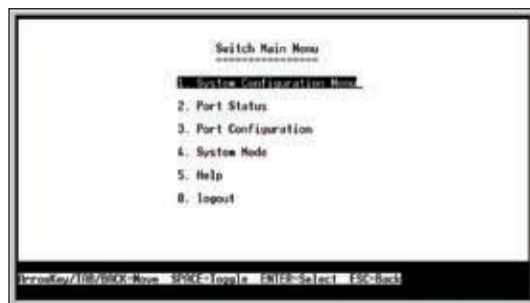 Switch Main Menu
================
1. System Configuration Menu
2. Port Status
3. Port Configuration
4. System Mode
5. Help
0. logout
ArrowKey/TAB/BACK=Move SPACE=Toggle ENTER=Select ESC=Back